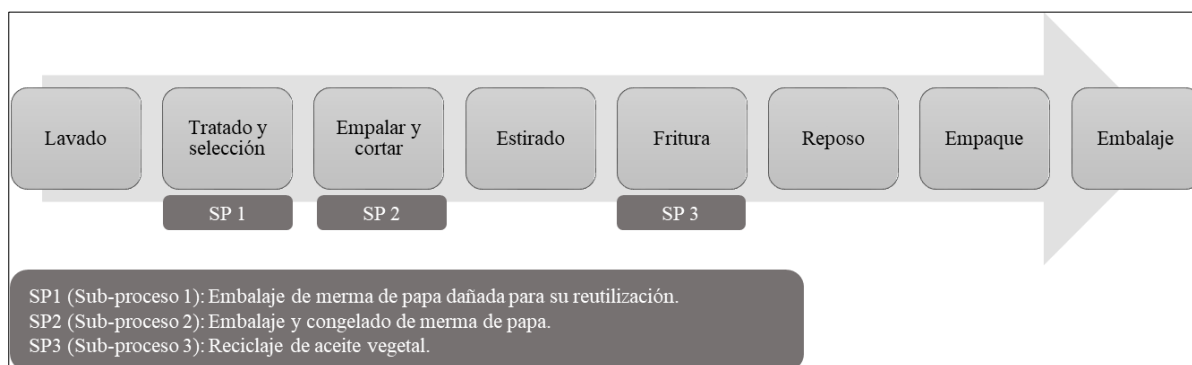 Lavado
Tratado y
selección
Empalar y
cortar
Estirado
Fritura
Reposo
Empaque
Embalaje
SP 1
SP 2
SP 3
SP1 (Sub-proceso 1): Embalaje de merma de papa dañada para su reutilización.
SP2 (Sub-proceso 2): Embalaje y congelado de merma de papa.
SP3 (Sub-proceso 3): Reciclaje de aceite vegetal.